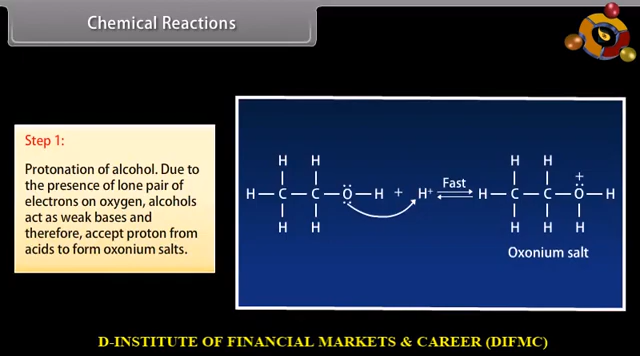 Chemical Reactions
Step 1:
Protonation of alcohol. Due to
the presence of lone pair of
electrons on oxygen, alcohols
act as weak bases and
therefore, accept proton from
acids to form oxonium salts.
H H H H +
H — C — C — O — H + H⁺ Fast H — C — C — O — H
H H H H H
Oxonium salt
D-INSTITUTE OF FINANCIAL MARKETS & CAREER (DIFMC)